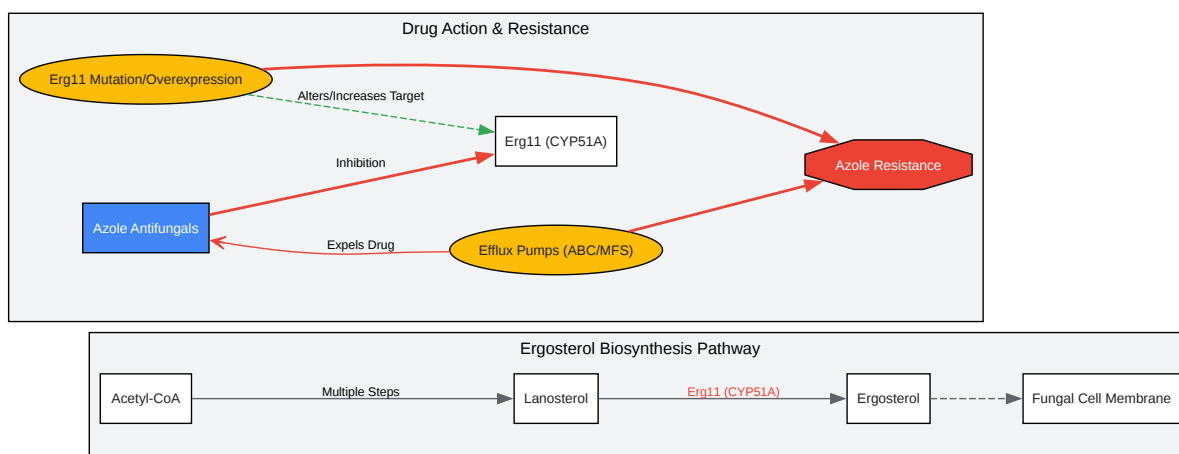 Drug Action & Resistance
Erg11 Mutation/Overexpression
Alters/Increases Target
Erg11 (CYP51A)
Inhibition
Azole Resistance
Azole Antifungals
Expels Drug
Efflux Pumps (ABC/MFS)
Ergosterol Biosynthesis Pathway
Acetyl-CoA
Multiple Steps
Lanosterol
Erg11 (CYP51A)
Ergosterol
Fungal Cell Membrane